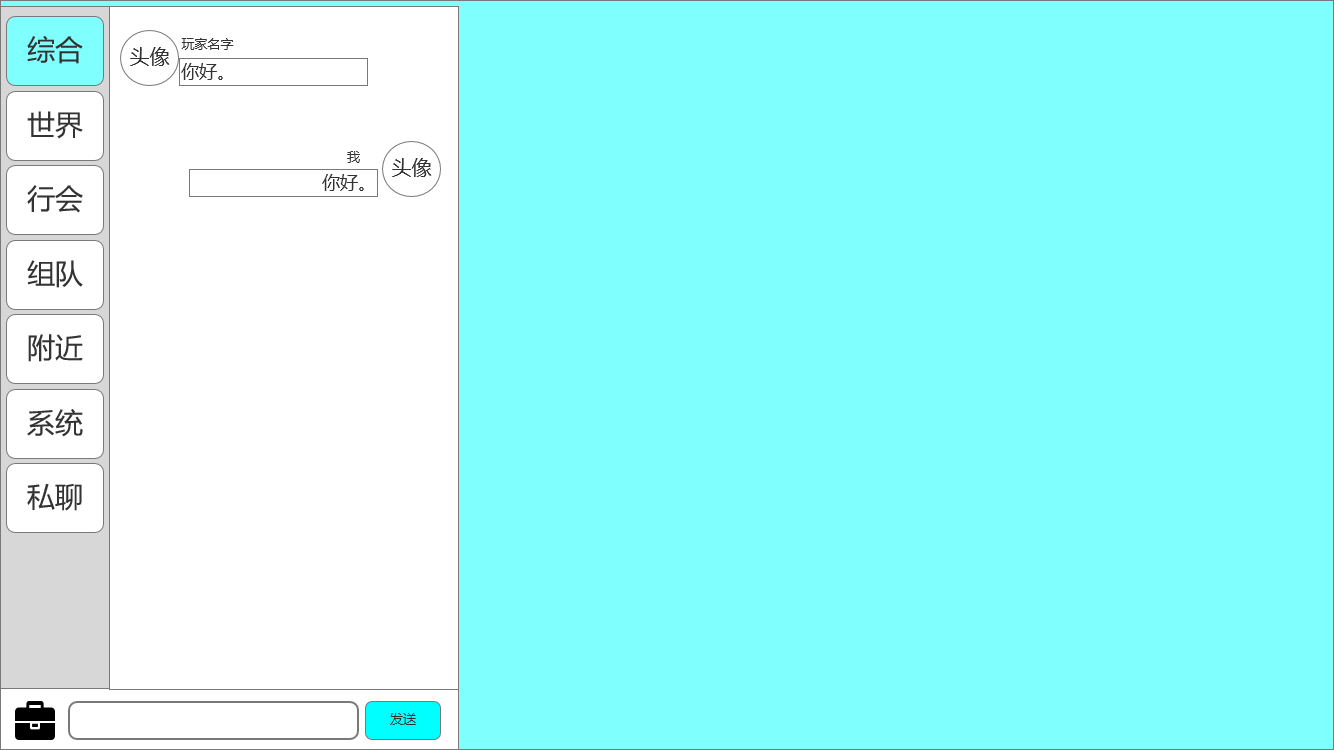 综合
世界
行会
组队
附近
系统
私聊
头像
玩家名字
你好。
我
头像
你好。
发送